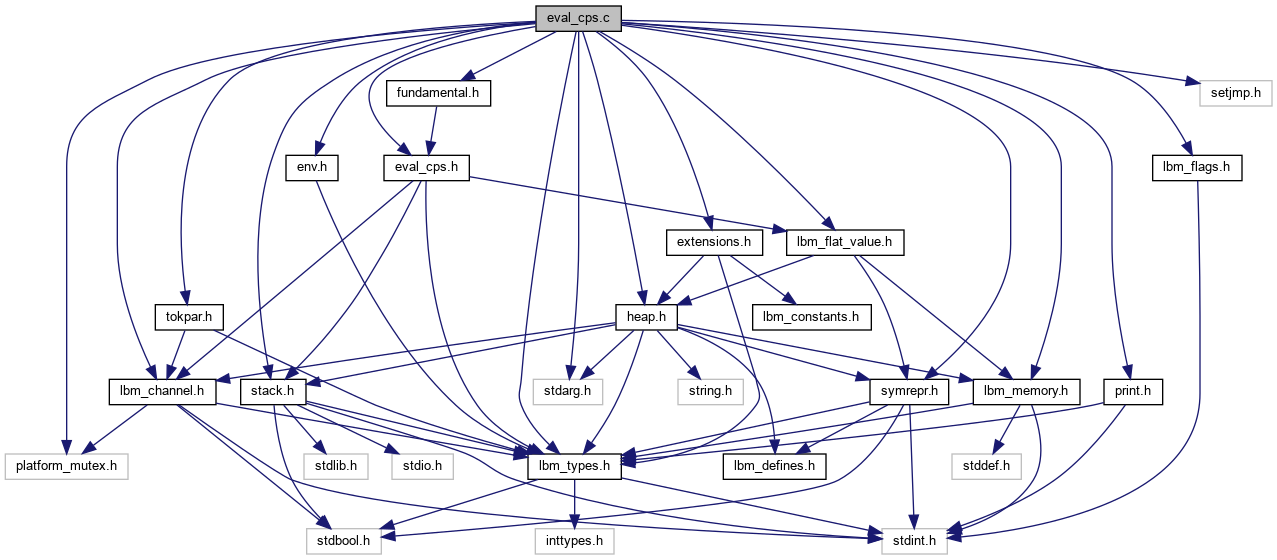 eval_cps.c
fundamental.h
setjmp.h
env.h
eval_cps.h
lbm_flags.h
extensions.h
lbm_flat_value.h
tokpar.h
heap.h
lbm_constants.h
lbm_channel.h
stack.h
stdarg.h
string.h
symrepr.h
lbm_memory.h
print.h
platform_mutex.h
stdlib.h
stdio.h
lbm_types.h
lbm_defines.h
stddef.h
stdbool.h
inttypes.h
stdint.h